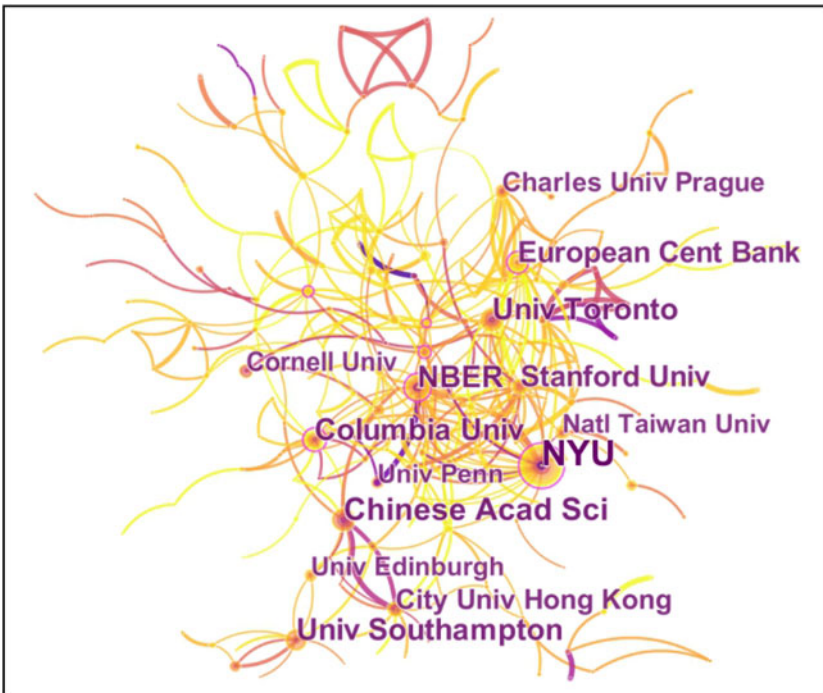 Charles Univ Prague
European Cent Bank
Univ Toronto
Cornell Univ
NBER
Stanford Univ
Columbia Univ
Natl Taiwan Univ
NYU
Univ Penn
Chinese Acad Sci
Univ Edinburgh
City Univ Hong Kong
Univ Southampton